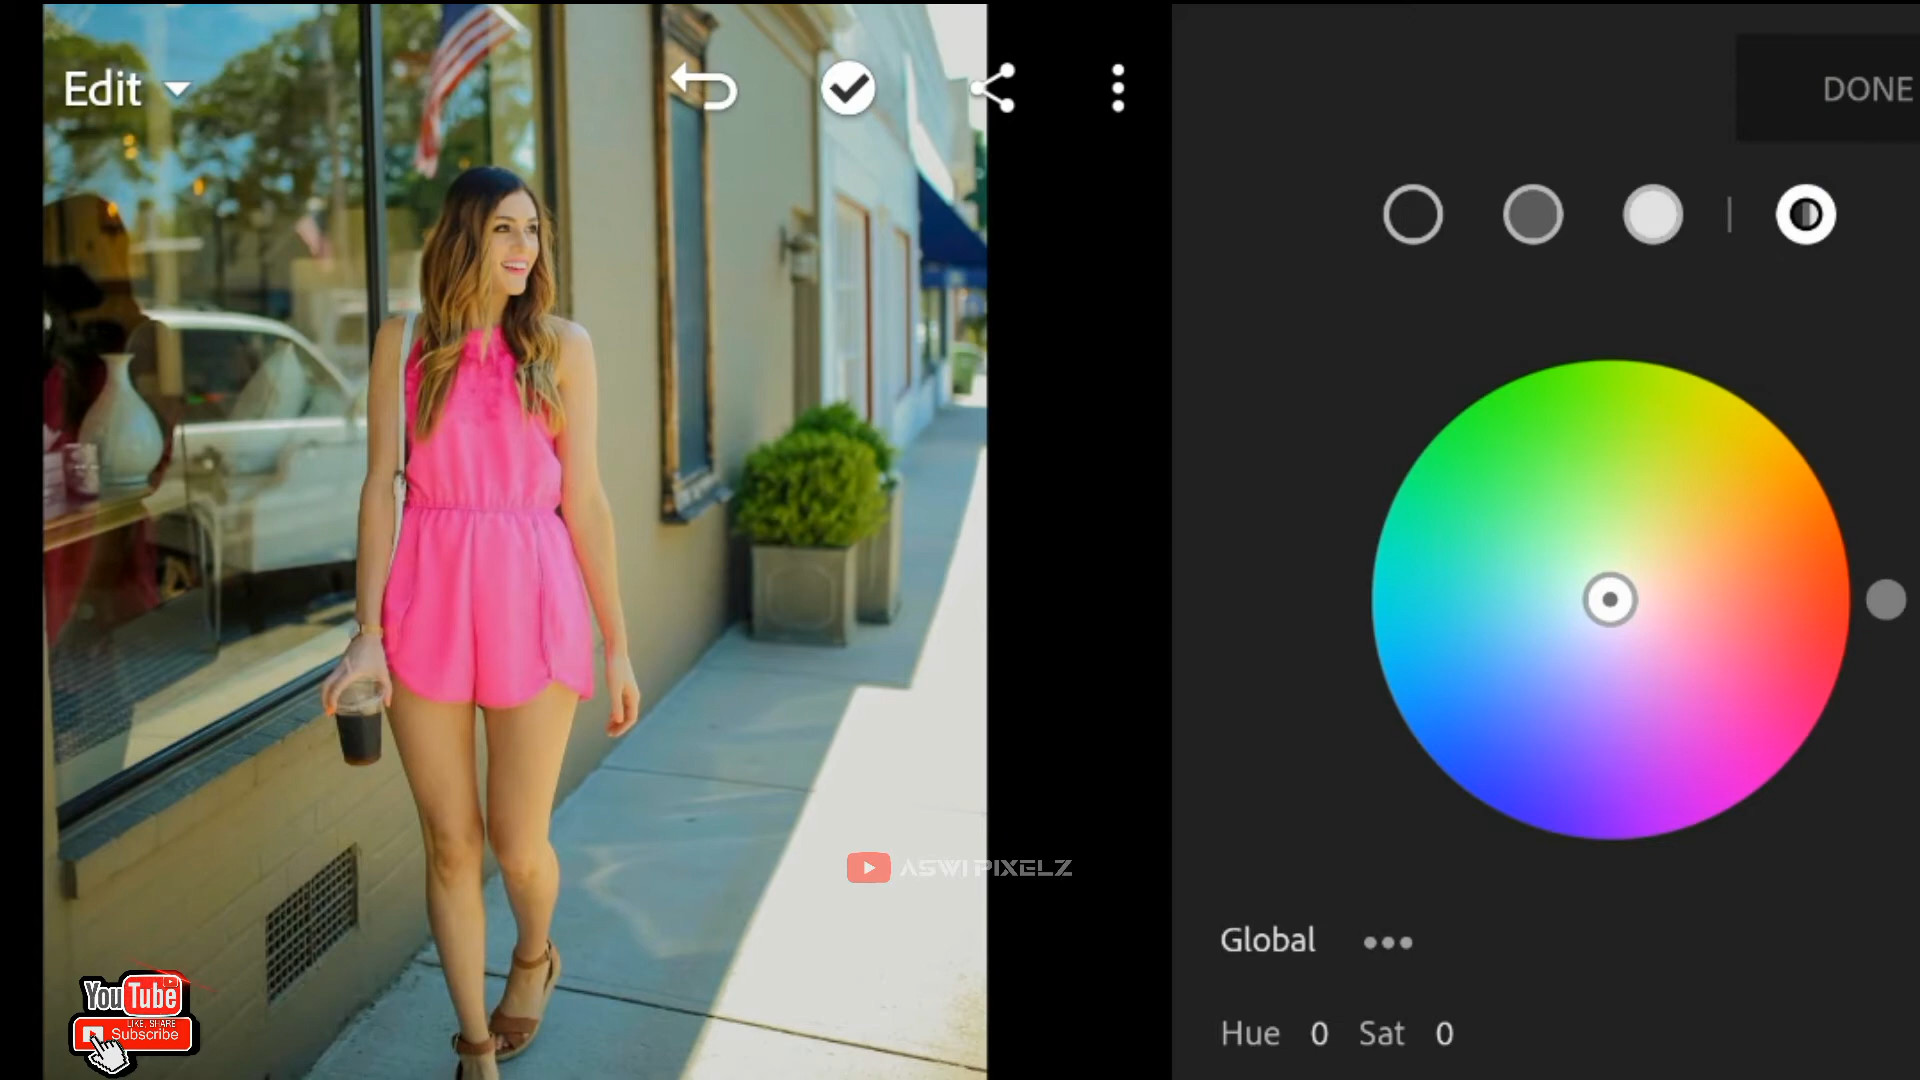 Edit
DONE
ASWI PIXELZ
Global
Hue 0 Sat 0
YouTube
LIKE, SHARE
Subscribe